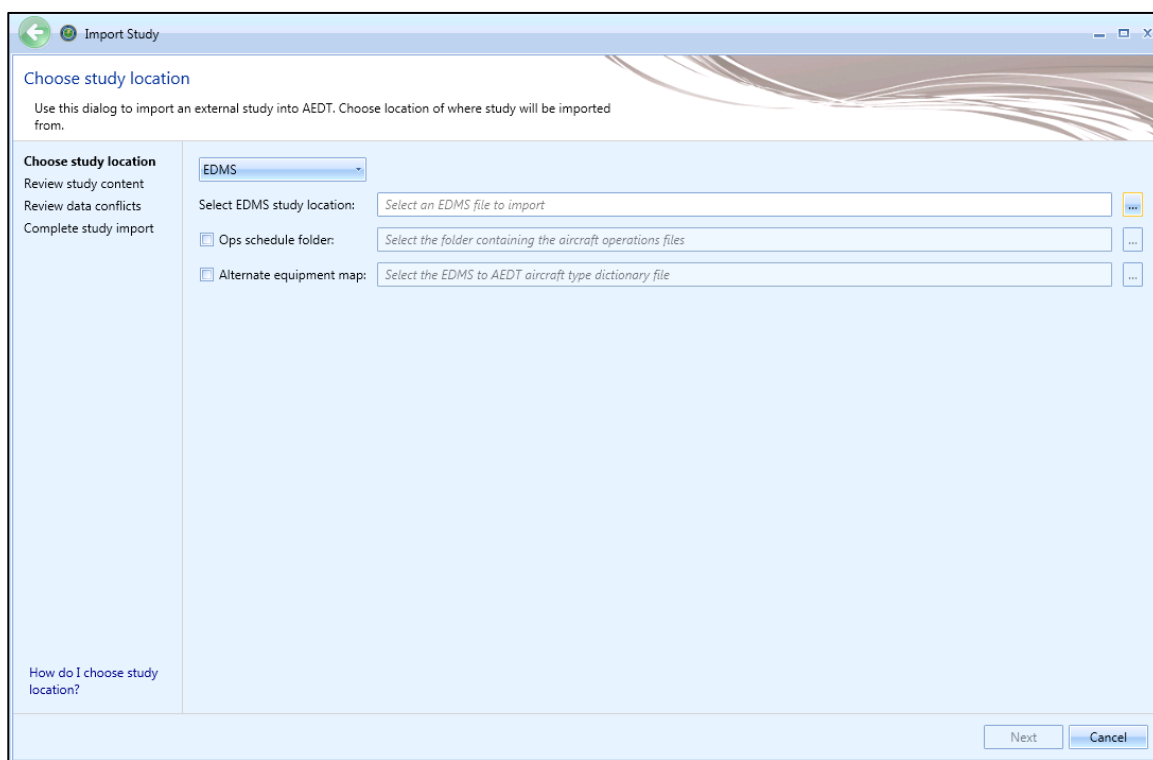 Import Study
Choose study location
Use this dialog to import an external study into AEDT. Choose location of where study will be imported
from.
Choose study location
Review study content
Review data conflicts
Complete study import
EDMS
Select EDMS study location: Select an EDMS file to import ...
Ops schedule folder: Select the folder containing the aircraft operations files ...
Alternate equipment map: Select the EDMS to AEDT aircraft type dictionary file ...
How do I choose study
location?
Next Cancel